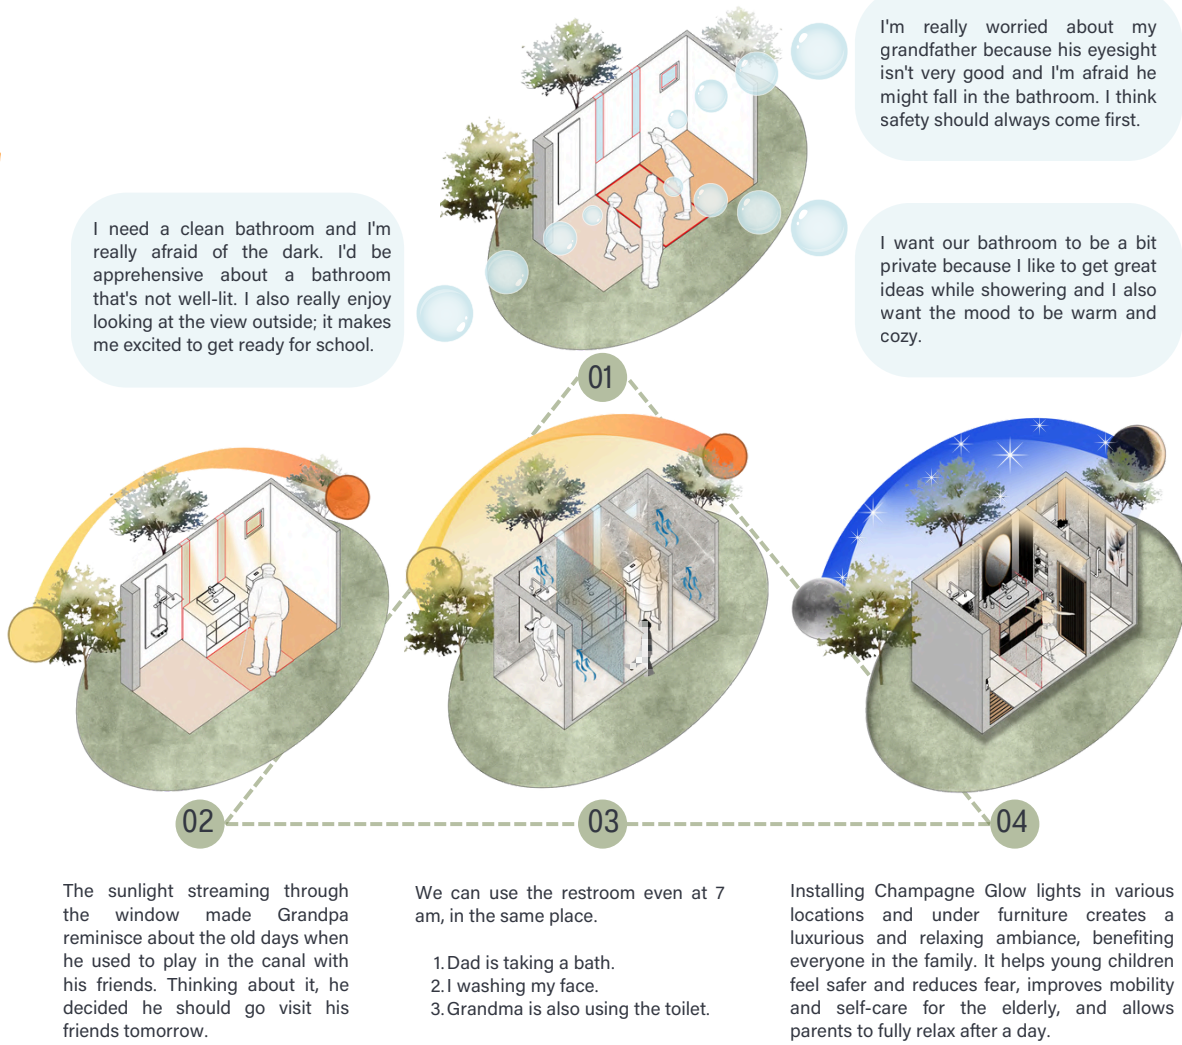 I'm really worried about my
grandfather because his eyesight
isn't very good and I'm afraid he
might fall in the bathroom. I think
safety should always come first.
I need a clean bathroom and I'm
really afraid of the dark. I'd be
apprehensive about a bathroom
that's not well-lit. I also really enjoy
looking at the view outside; it makes
me excited to get ready for school.
I want our bathroom to be a bit
private because I like to get great
ideas while showering and I also
want the mood to be warm and
cozy.
01
02
03
04
The sunlight streaming through
the window made Grandpa
reminisce about the old days when
he used to play in the canal with
his friends. Thinking about it, he
decided he should go visit his
friends tomorrow.
We can use the restroom even at 7
am, in the same place.
1. Dad is taking a bath.
2. I washing my face.
3. Grandma is also using the toilet.
Installing Champagne Glow lights in various
locations and under furniture creates a
luxurious and relaxing ambiance, benefiting
everyone in the family. It helps young children
feel safer and reduces fear, improves mobility
and self-care for the elderly, and allows
parents to fully relax after a day.